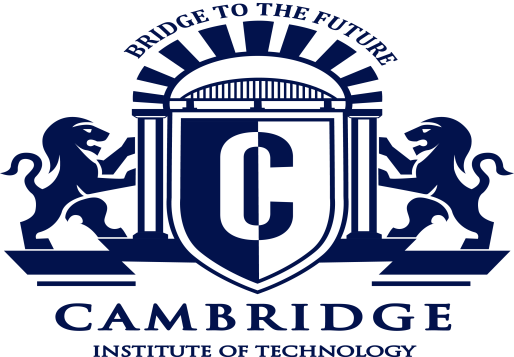 BRIDGE TO THE FUTURE
C
CAMBRIDGE
INSTITUTE OF TECHNOLOGY